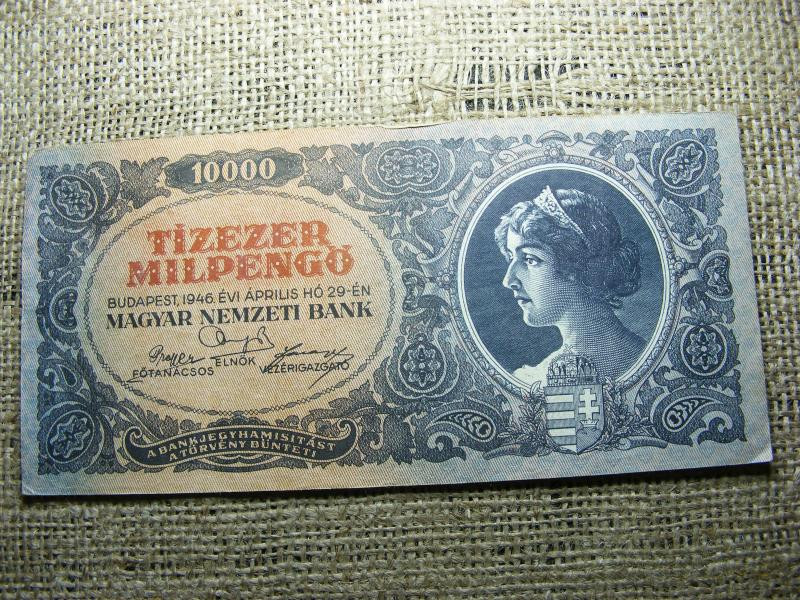 10000
TÍZEZER
MILPENGŐ
BUDAPEST, 1946. ÉVI ÁPRILIS HÓ 29-ÉN
MAGYAR NEMZETI BANK
ELNÖK
FŐTANÁCSOS VEZÉRIGAZGATÓ
A BANKJEGYHAMISÍTÁST
A TÖRVÉNY BÜNTETI